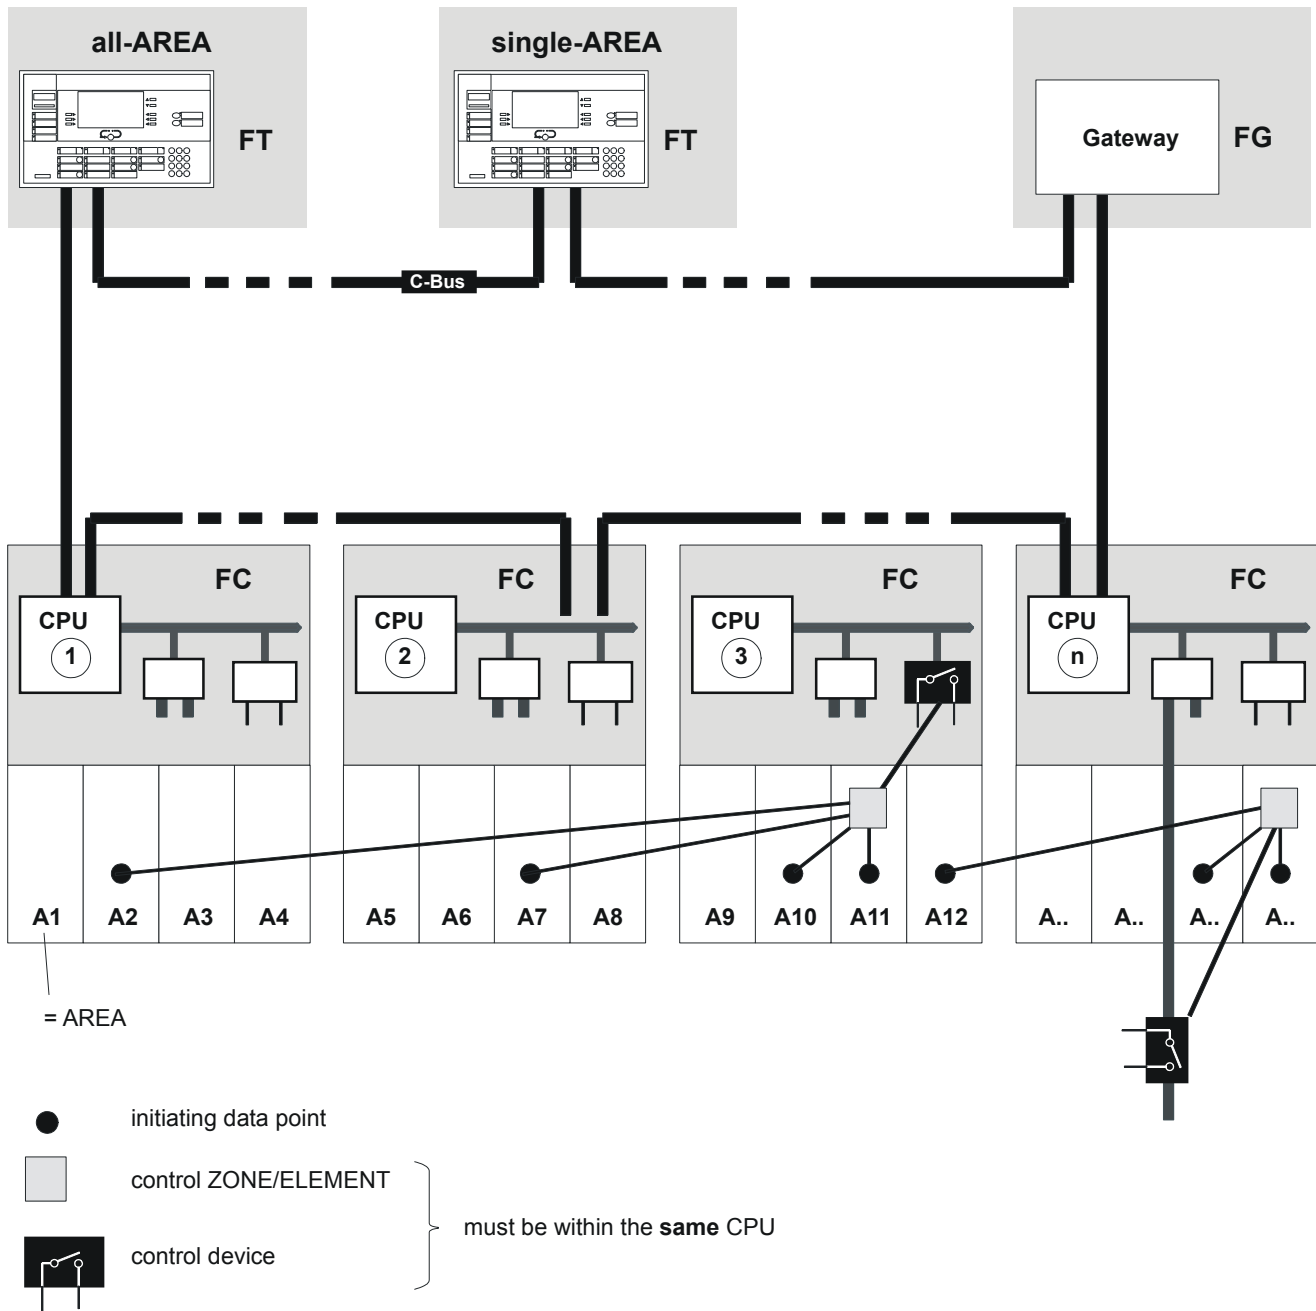 all-AREA
single-AREA
FT
FT
Gateway
FG
C-Bus
FC
FC
FC
FC
CPU
1
CPU
2
CPU
3
CPU
n
A1
A2
A3
A4
A5
A6
A7
A8
A9
A10
A11
A12
A..
A..
A..
A..
= AREA
initiating data point
control ZONE/ELEMENT
must be within the same CPU
control device